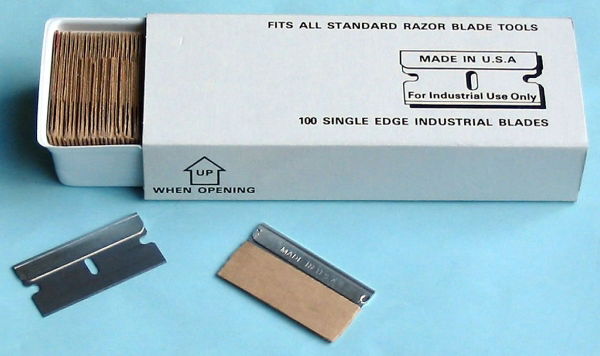 FITS ALL STANDARD RAZOR BLADE TOOLS
MADE IN U.S.A
For Industrial Use Only
100 SINGLE EDGE INDUSTRIAL BLADES
UP
WHEN OPENING
MADE IN U.S.A